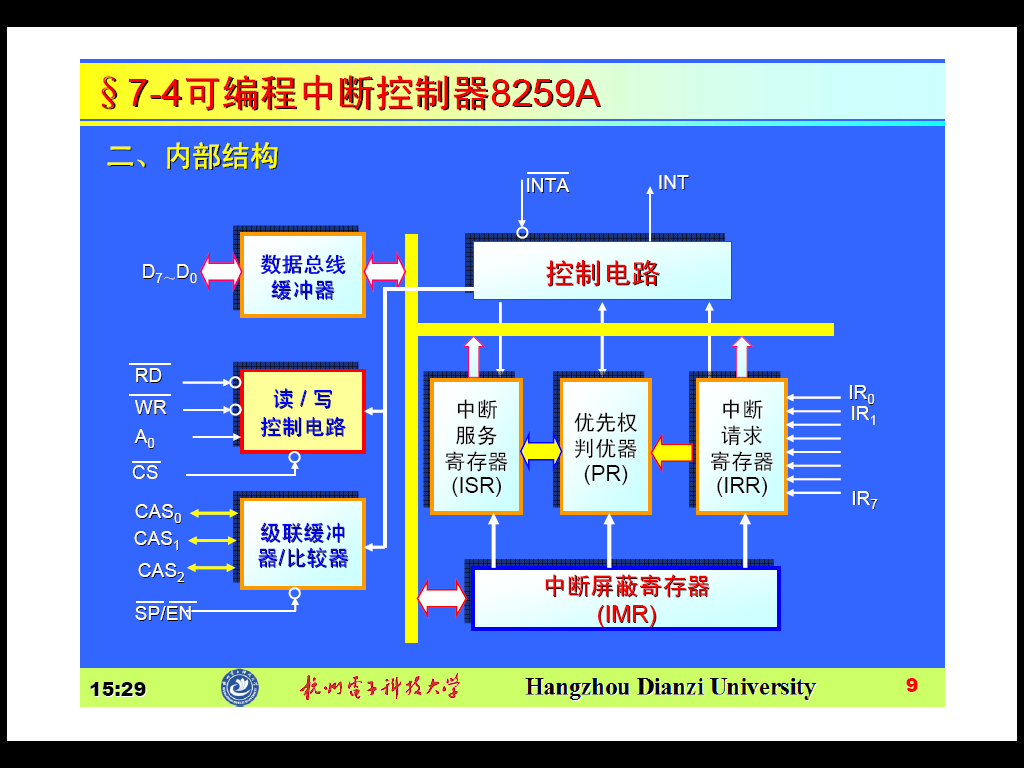 §7-4可编程中断控制器8259A
二、内部结构
INTA
INT
D7~D0
数据总线
缓冲器
控制电路
RD
WR
A0
CS
读 / 写
控制电路
中断
服务
寄存器
(ISR)
优先权
判优器
(PR)
中断
请求
寄存器
(IRR)
IR0
IR1
IR7
CAS0
CAS1
CAS2
SP/EN
级联缓冲
器/比较器
中断屏蔽寄存器
(IMR)
15:29
杭州电子科技大学
Hangzhou Dianzi University
9